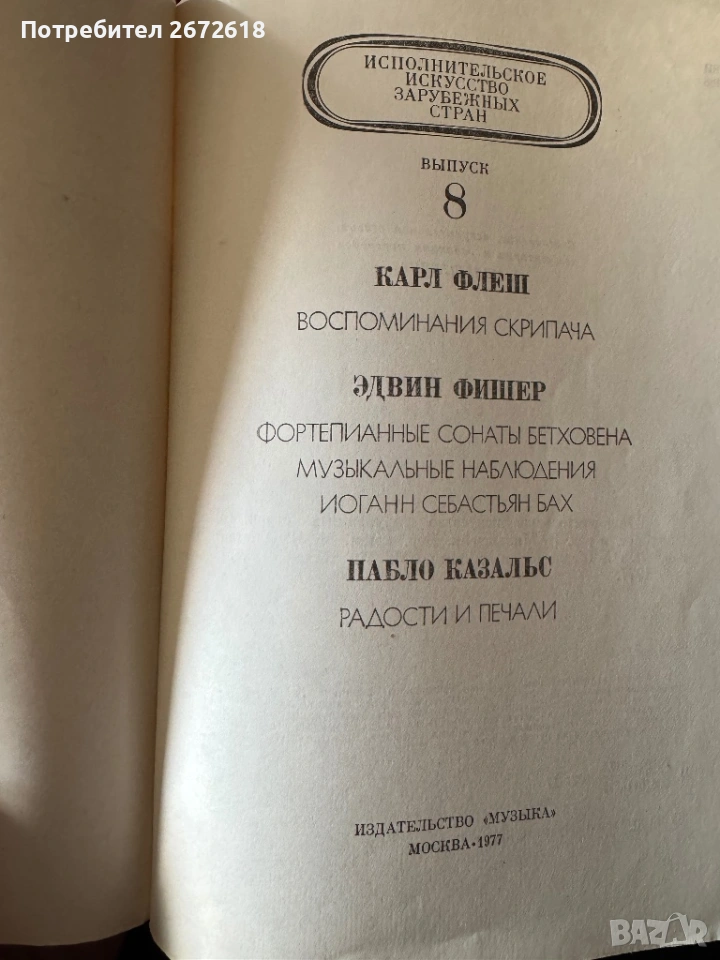 Потребител 2672618
ИСПОЛНИТЕЛЬСКОЕ
ИСКУССТВО
ЗАРУБЕЖНЫХ
СТРАН
ВЫПУСК
8
КАРЛ ФЛЕШ
ВОСПОМИНАНИЯ СКРИПАЧА
ЭДВИН ФИШЕР
ФОРТЕПИАННЫЕ СОНАТЫ БЕТХОВЕНА
МУЗЫКАЛЬНЫЕ НАБЛЮДЕНИЯ
ИОГАНН СЕБАСТЬЯН БАХ
ПАБЛО КАЗАЛЬС
РАДОСТИ И ПЕЧАЛИ
ИЗДАТЕЛЬСТВО «МУЗЫКА»
МОСКВА·1977
BAZAR